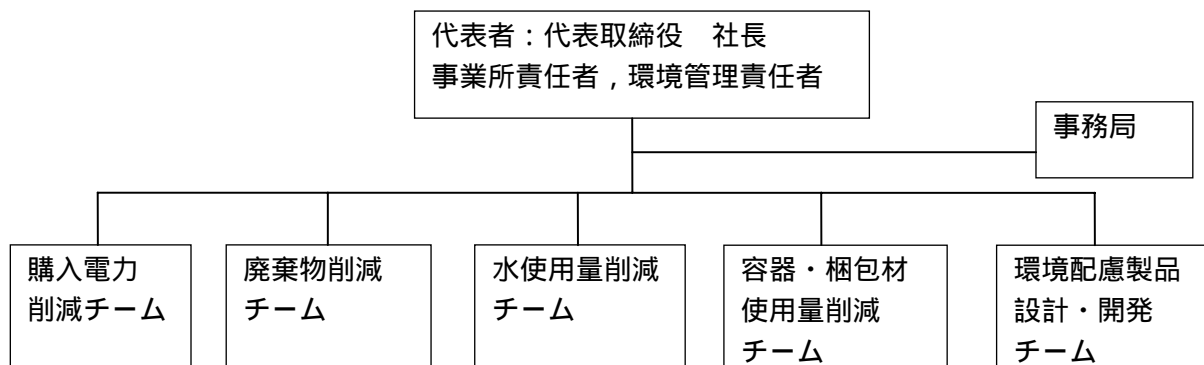 代表者：代表取締役　社長
事業所責任者，環境管理責任者
事務局
購入電力
削減チーム
廃棄物削減
チーム
水使用量削減
チーム
容器・梱包材
使用量削減
チーム
環境配慮製品
設計・開発
チーム